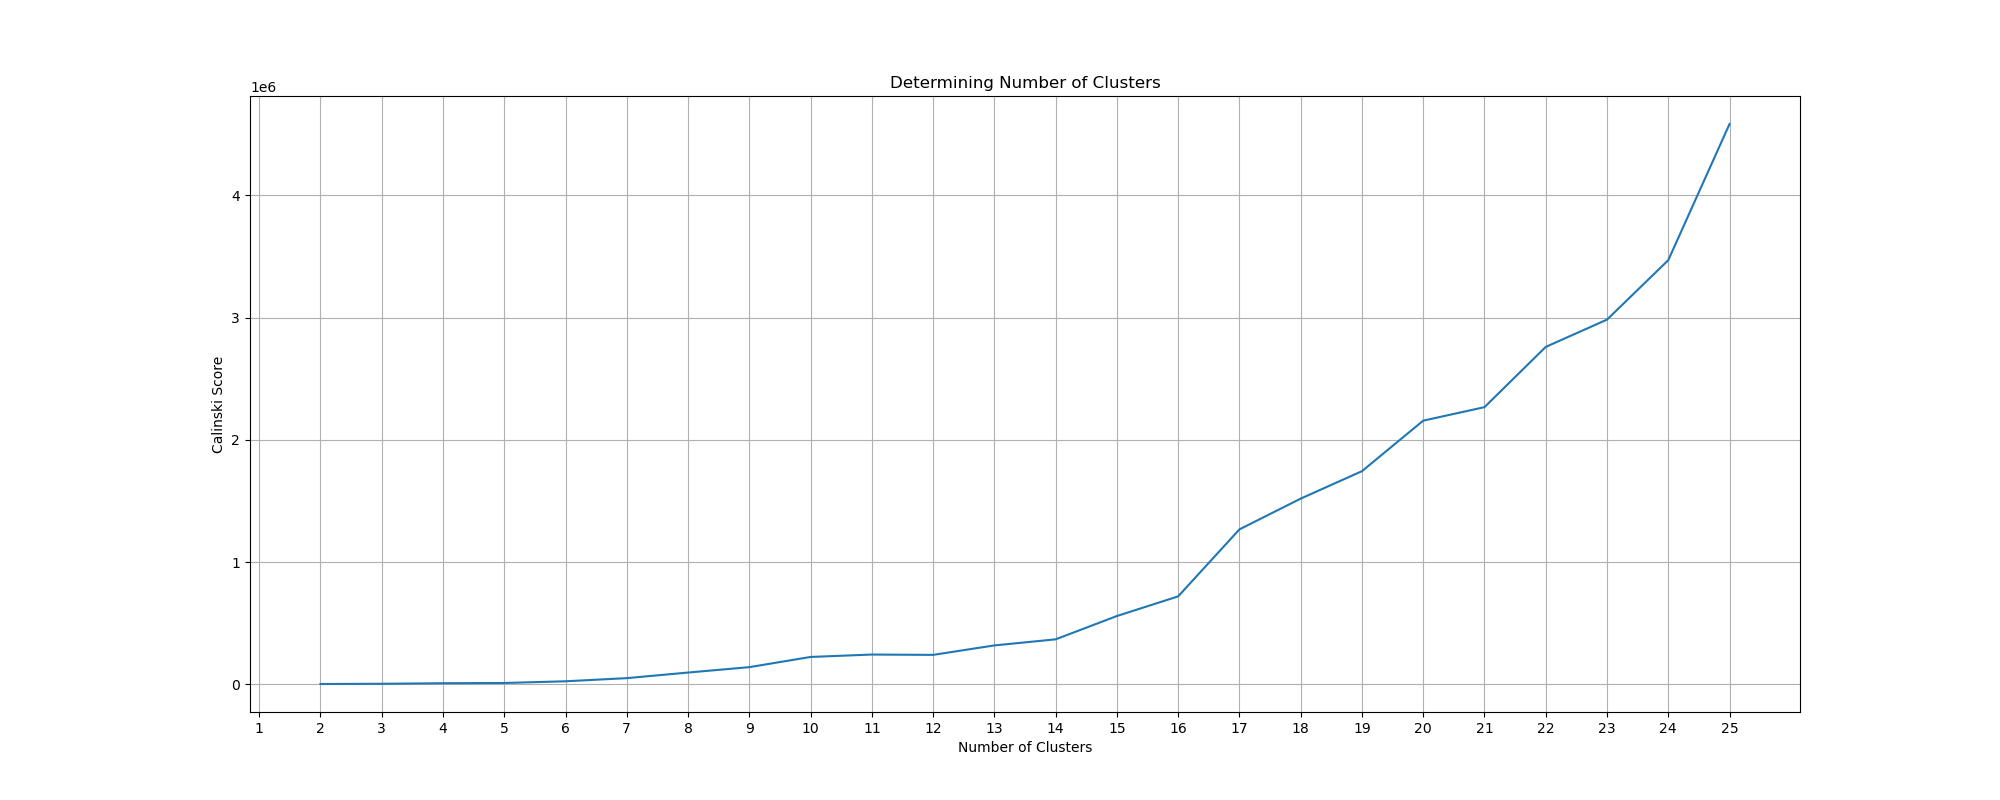 Determining Number of Clusters
1e6
4
3
2
1
0
Calinski Score
1 2 3 4 5 6 7 8 9 10 11 12 13 14 15 16 17 18 19 20 21 22 23 24 25
Number of Clusters